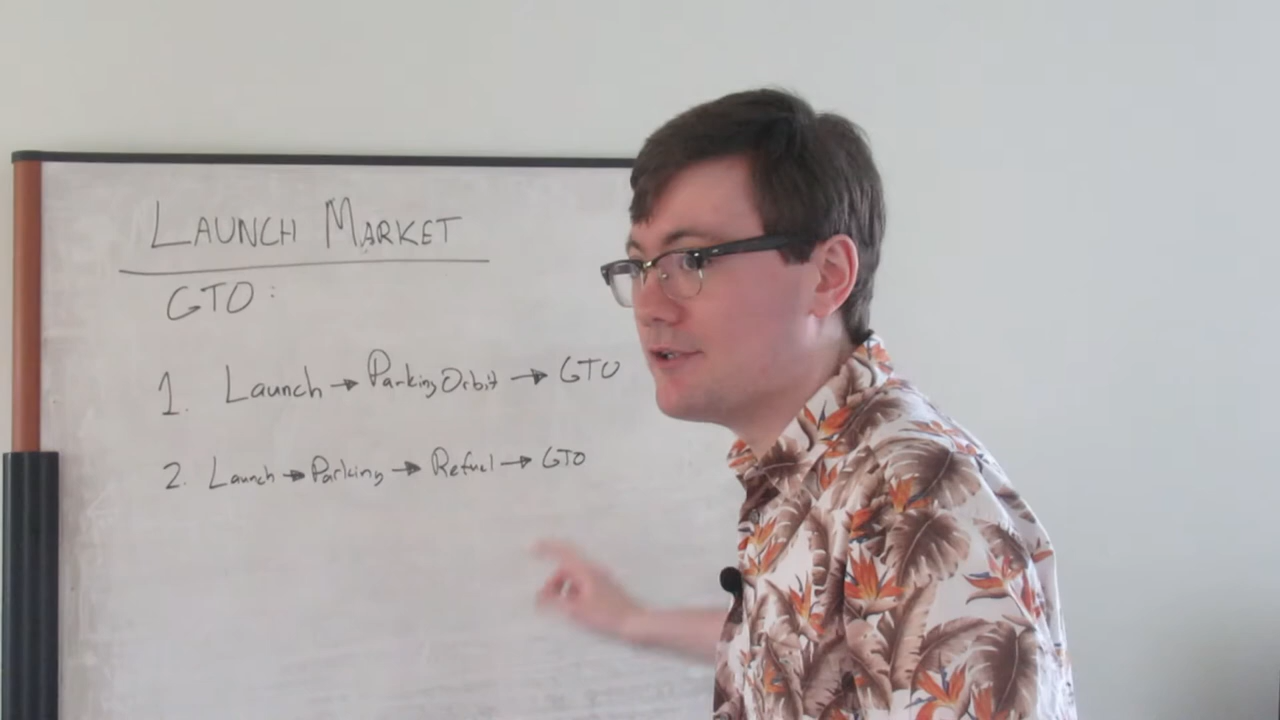 LAUNCH MARKET
GTO:
1. Launch → Parking Orbit → GTO
2. Launch → Parking → Refuel → GTO